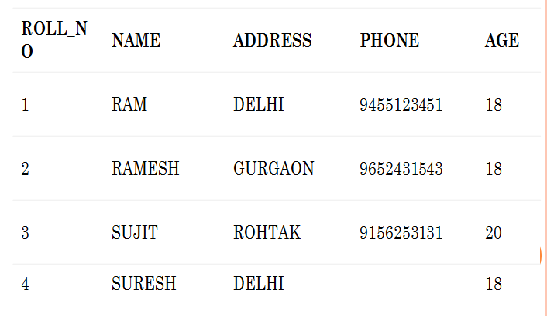 ROLL_NO NAME ADDRESS PHONE AGE
1 RAM DELHI 9455123451 18
2 RAMESH GURGAON 9652431543 18
3 SUJIT ROHTAK 9156253131 20
4 SURESH DELHI 18